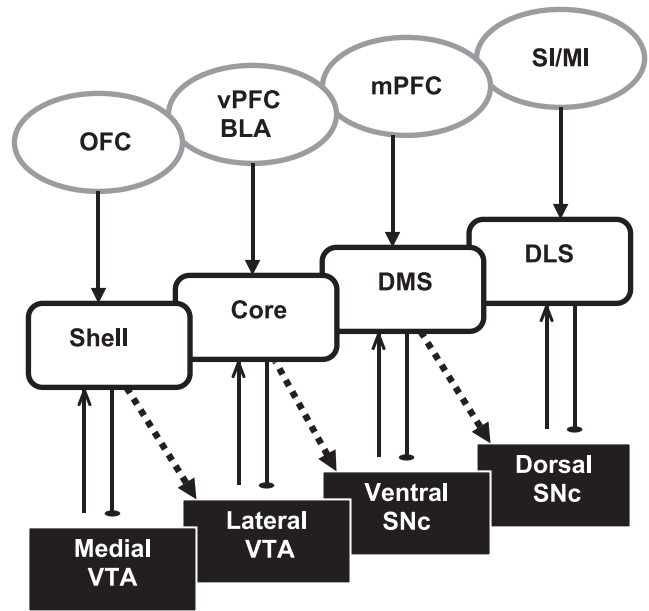 SI/MI
mPFC
vPFC
BLA
OFC
DLS
DMS
Core
Shell
Dorsal
SNc
Ventral
SNc
Lateral
VTA
Medial
VTA